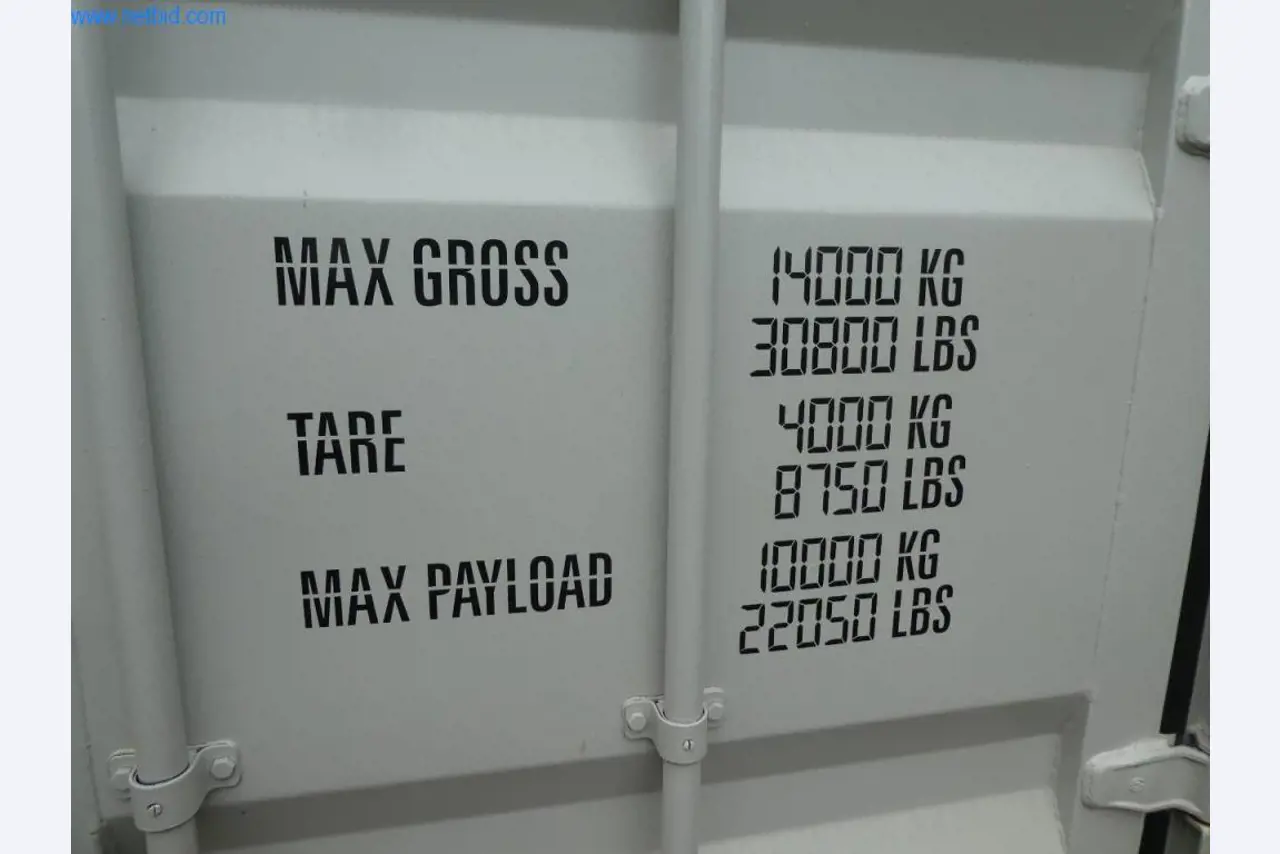 www.netbid.com
MAX GROSS 14000 KG
30800 LBS
TARE 4000 KG
8750 LBS
MAX PAYLOAD 10000 KG
22050 LBS